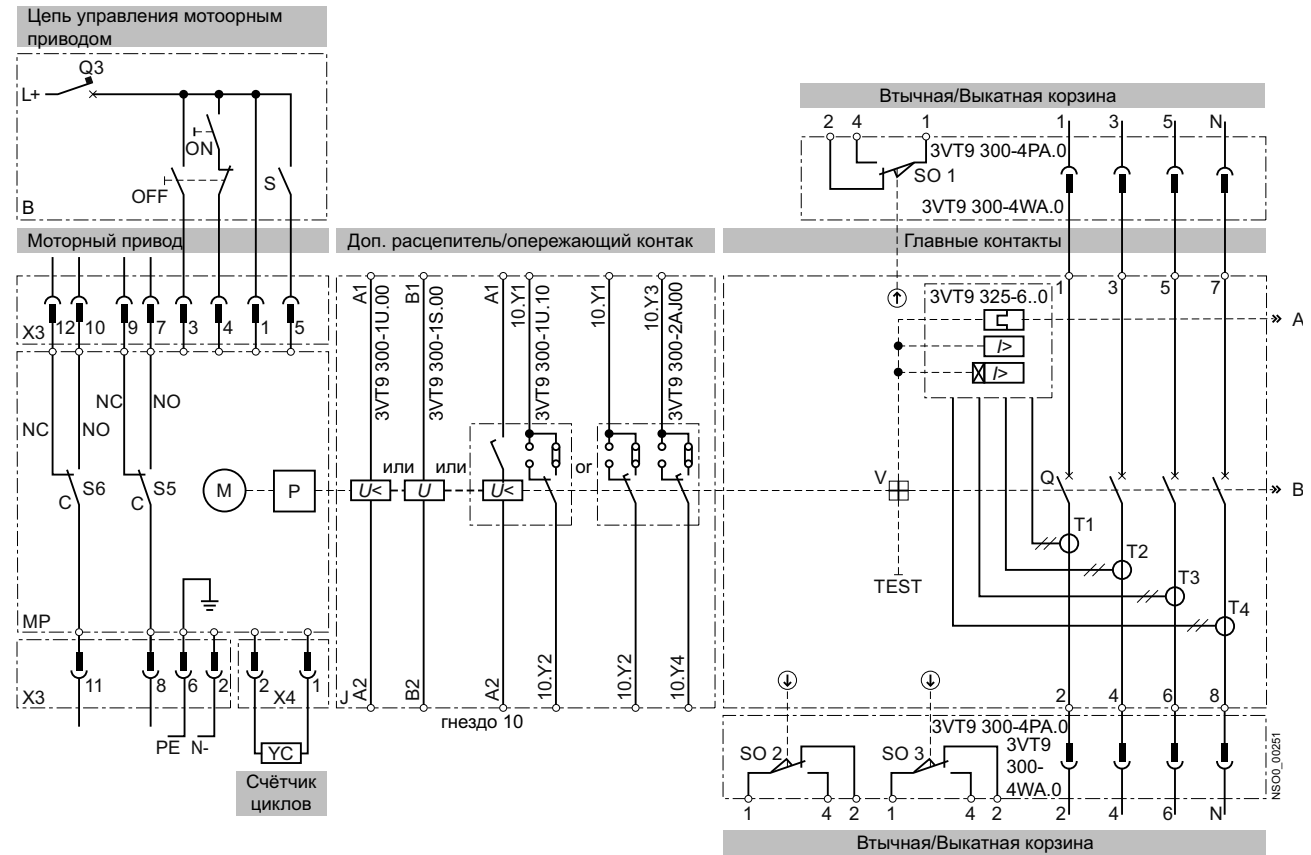 Цепь управления мотоорным
приводом
Q3
L+
ON
OFF
S
B
Втычная/Выкатная корзина
2 4 1 1 3 5 N
3VT9 300-4PA.0
SO 1
3VT9 300-4WA.0
Моторный привод
Доп. расцепитель/опережающий контак
Главные контакты
X3
12 10 9 7 3 4 1 5
A1
3VT9 300-1U.00
B1
3VT9 300-1S.00
A1
10.Y1
3VT9 300-1U.10
10.Y1
10.Y3
3VT9 300-2AJ00
3VT9 325-6..0
1 3 5 7
I>
I>
A
NC NO
NC NO
C S6
C S5
M
P
U<
или
U
или
U<
or
V
Q
B
T1
T2
T3
T4
TEST
MP
X3
11 8 6 2
2 X4 1
PE N-
YC
Счётчик
циклов
J
A2
B2
A2
10.Y2
10.Y2
10.Y4
гнездо 10
2 4 6 8
3VT9 300-4PA.0
3VT9
300-
4WA.0
SO 2
SO 3
1 4 2 1 4 2 2 4 6 N
NSO0_00251
Втычная/Выкатная корзина